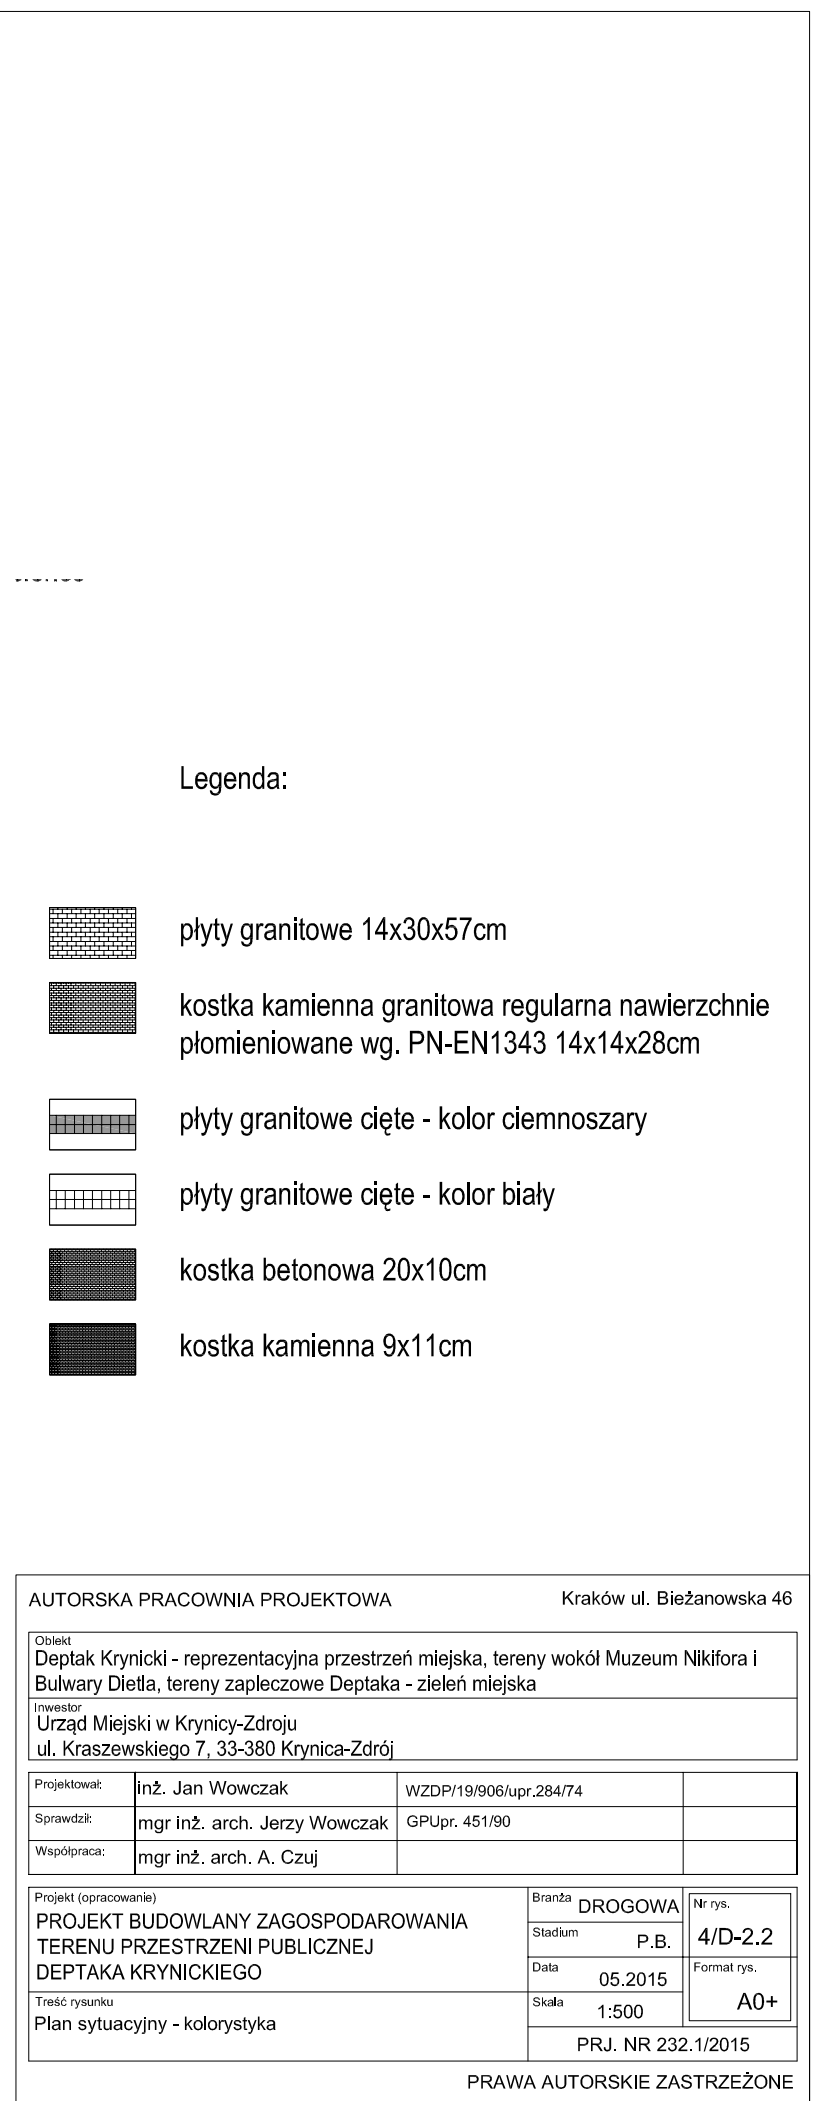 Legenda:
płyty granitowe 14x30x57cm
kostka kamienna granitowa regularna nawierzchnie
płomieniowane wg. PN-EN1343 14x14x28cm
płyty granitowe cięte - kolor ciemnoszary
płyty granitowe cięte - kolor biały
kostka betonowa 20x10cm
kostka kamienna 9x11cm
AUTORSKA PRACOWNIA PROJEKTOWA
Kraków ul. Bieżanowska 46
Obiekt
Deptak Krynicki - reprezentacyjna przestrzeń miejska, tereny wokół Muzeum Nikifora i
Bulwary Dietla, tereny zapleczowe Deptaka - zieleń miejska
Inwestor
Urząd Miejski w Krynicy-Zdroju
ul. Kraszewskiego 7, 33-380 Krynica-Zdrój
Projektował: inż. Jan Wowczak WZDP/19/906/upr.284/74
Sprawdził: mgr inż. arch. Jerzy Wowczak GPUpr. 451/90
Współpraca: mgr inż. arch. A. Czuj
Projekt (opracowanie)
PROJEKT BUDOWLANY ZAGOSPODAROWANIA
TERENU PRZESTRZENI PUBLICZNEJ
DEPTAKA KRYNICKIEGO
Treść rysunku
Plan sytuacyjny - kolorystyka
Branża DROGOWA
Stadium P.B.
Data 05.2015
Skala 1:500
Nr rys.
4/D-2.2
Format rys.
A0+
PRJ. NR 232.1/2015
PRAWA AUTORSKIE ZASTRZEŻONE